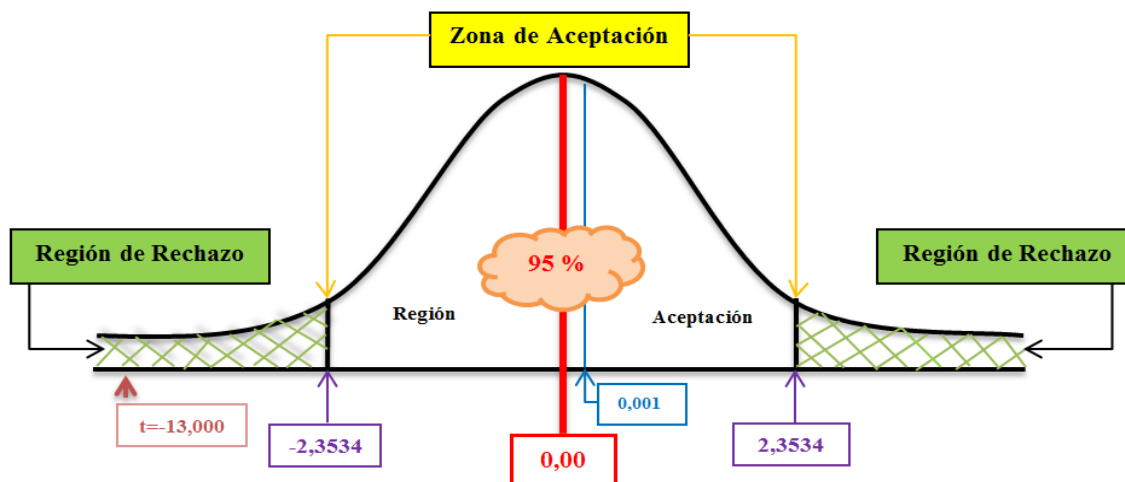 Zona de Aceptación
Región de Rechazo
Región de Rechazo
95 %
Región
Aceptación
t=-13,000
-2,3534
0,001
2,3534
0,00